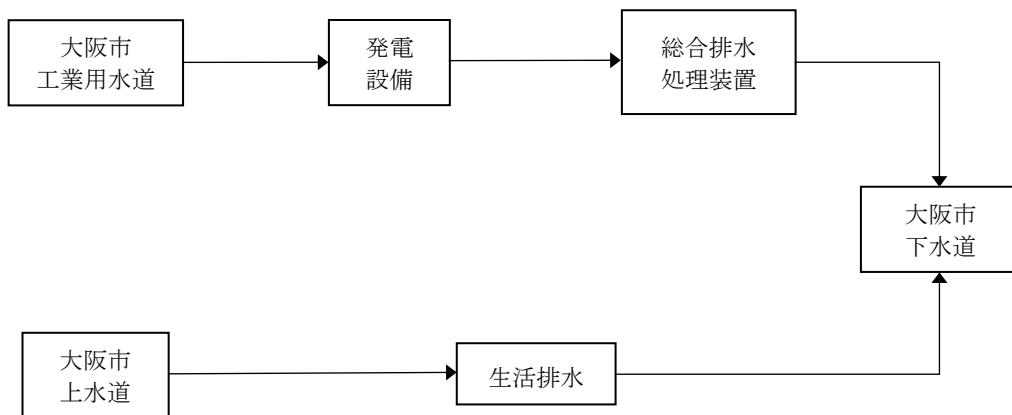 大阪市
工業用水道
発電
設備
総合排水
処理装置
大阪市
下水道
大阪市
上水道
生活排水